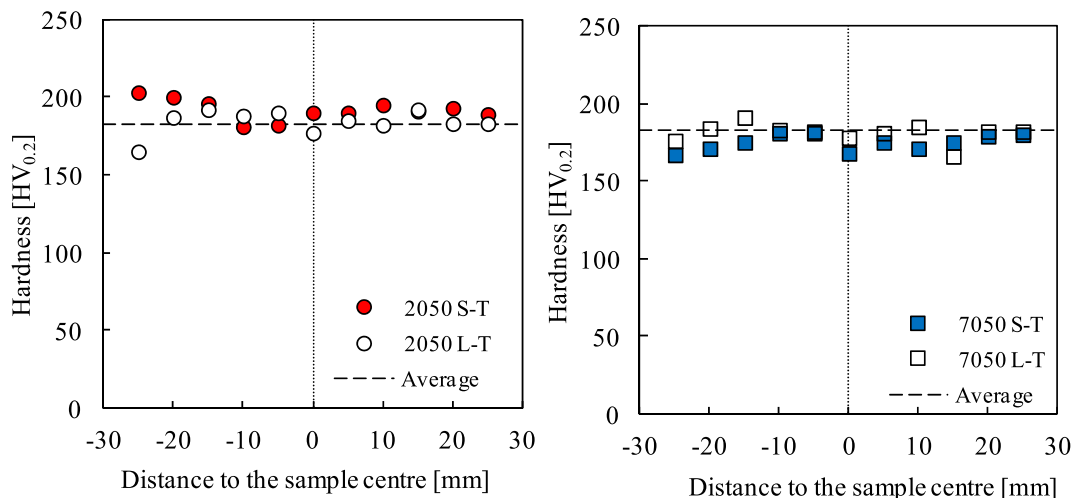 250
200
150
100
50
0
Hardness [HV0.2]
2050 S-T
2050 L-T
Average
-30 -20 -10 0 10 20 30
Distance to the sample centre [mm]
250
200
150
100
50
0
Hardness [HV0.2]
7050 S-T
7050 L-T
Average
-30 -20 -10 0 10 20 30
Distance to the sample centre [mm]